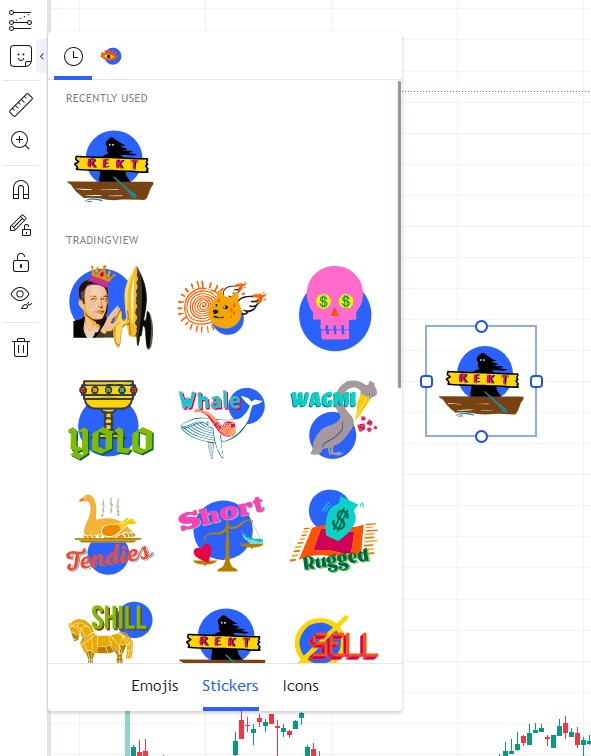 RECENTLY USED
REKT
TRADINGVIEW
$ $
REKT
YOLO
Whale
WAGMI
Tendies
Short
$
Rugged
SHILL
REKT
SELL
Emojis Stickers Icons